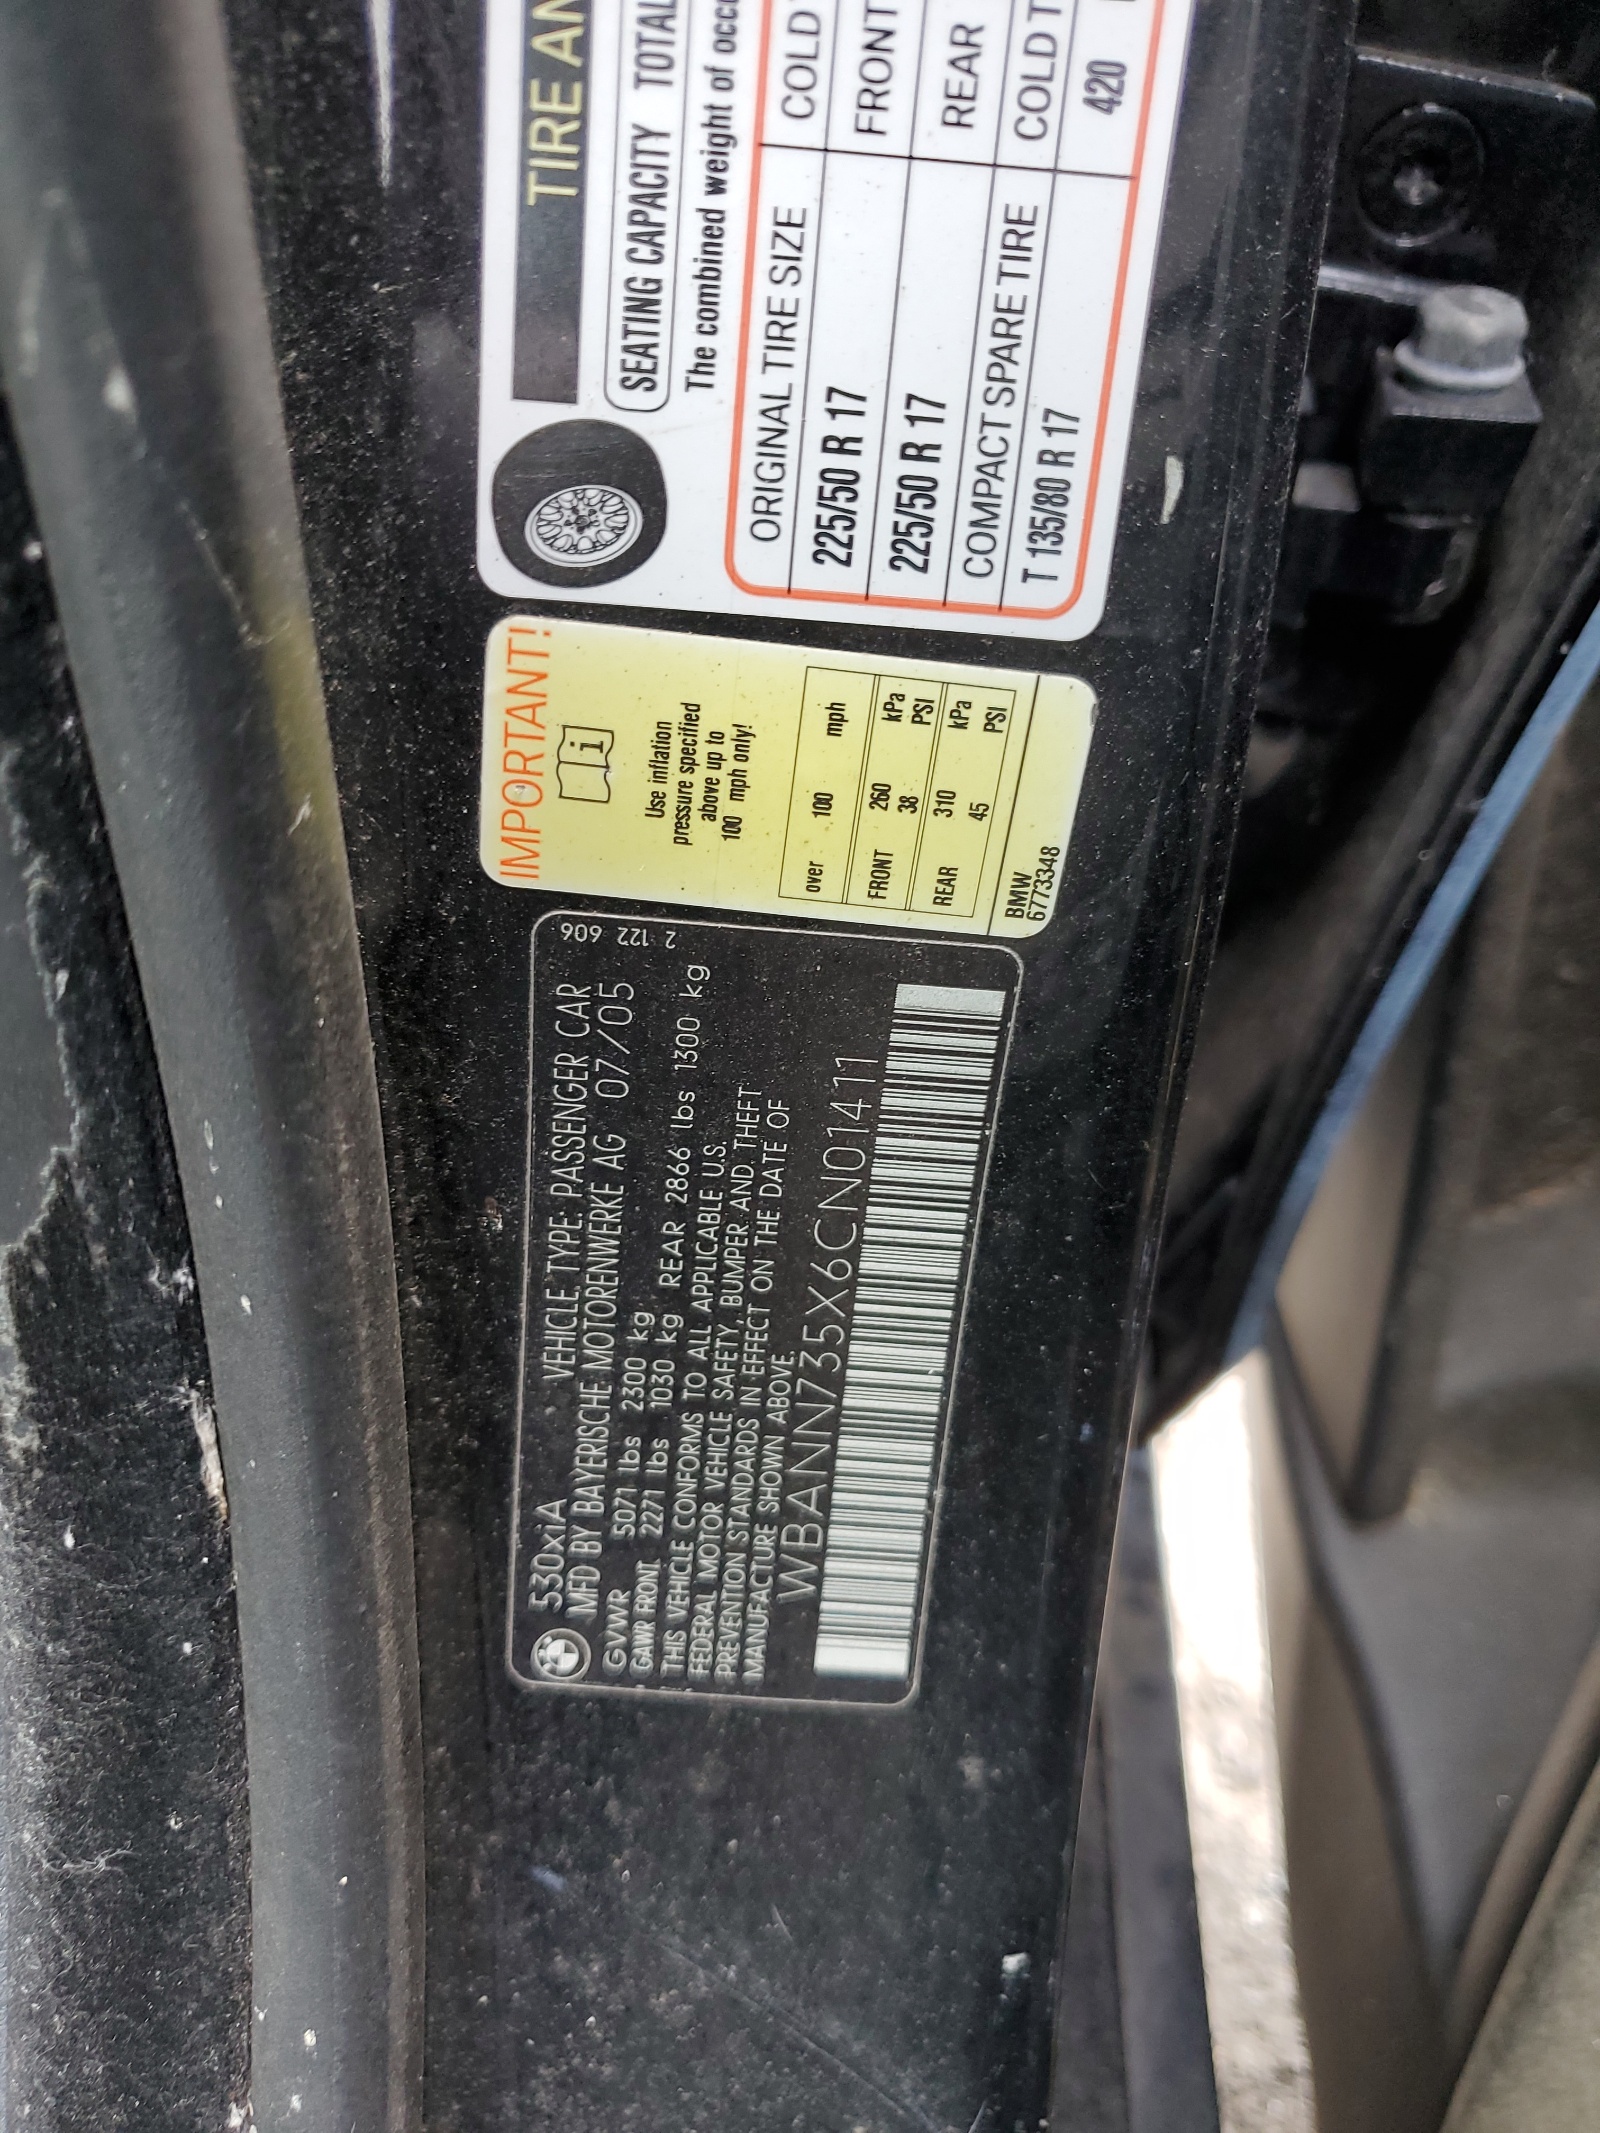 530xiA VEHICLE TYPE: PASSENGER CAR
MFD BY BAYERISCHE MOTORENWERKE AG 07/05
GVWR 5071 lbs 2300 kg
GAWR FRONT 2271 lbs 1030 kg REAR 2866 lbs 1300 kg
THIS VEHICLE CONFORMS TO ALL APPLICABLE U.S.
FEDERAL MOTOR VEHICLE SAFETY, BUMPER AND THEFT
PREVENTION STANDARDS IN EFFECT ON THE DATE OF
MANUFACTURE SHOWN ABOVE.
WBANN735X6CN01411
2 122 606
IMPORTANT!
i
Use inflation
pressure specified
above up to
100 mph only!
over 100 mph
FRONT 260 kPa
38 PSI
REAR 310 kPa
45 PSI
BMW
6773348
TIRE AN
SEATING CAPACITY TOTAL
The combined weight of occ
ORIGINAL TIRE SIZE COLD T
225/50 R 17 FRONT
225/50 R 17 REAR
COMPACT SPARE TIRE COLD T
T 135/80 R 17 420